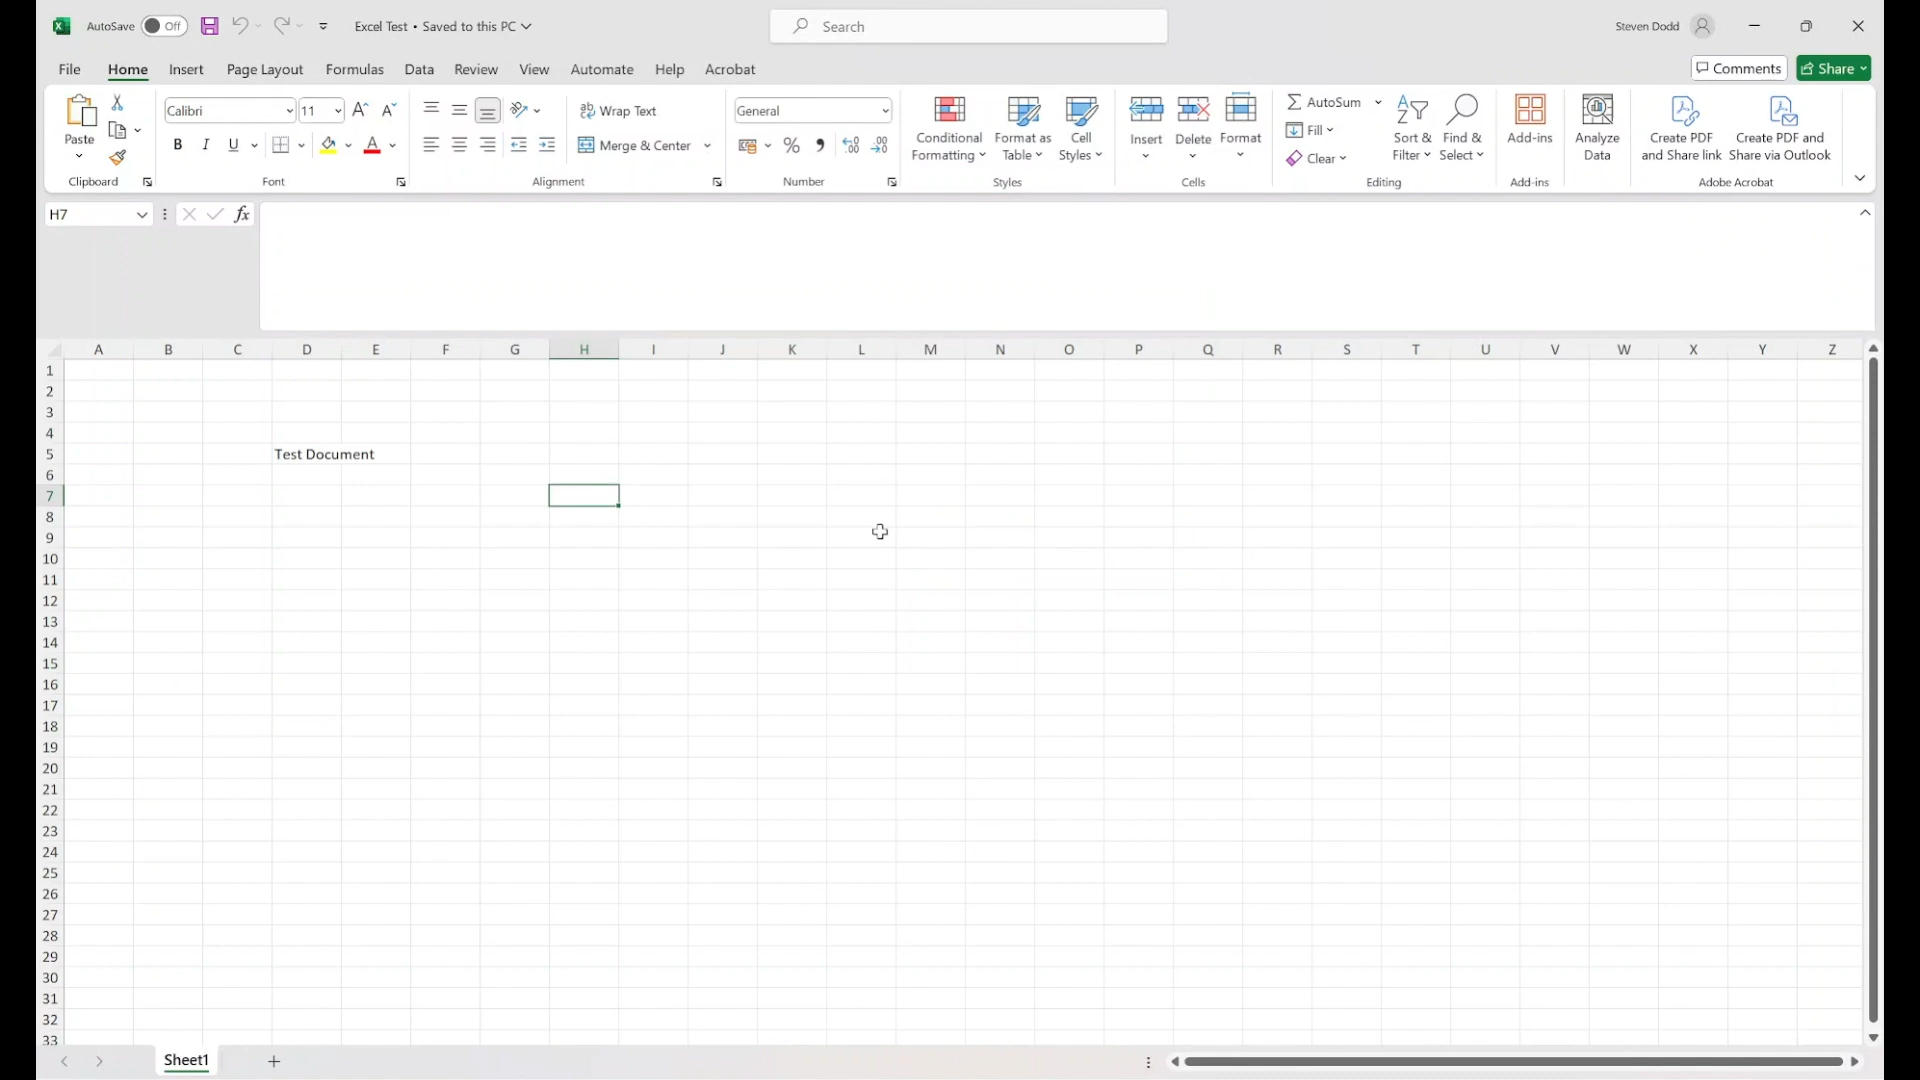 AutoSave Off Excel Test • Saved to this PC Search Steven Dodd
File Home Insert Page Layout Formulas Data Review View Automate Help Acrobat Comments Share
Paste
Clipboard
Calibri 11
B I U
Font
Wrap Text
Merge & Center
Alignment
General
% 9
Number
Conditional Formatting
Format as Table
Cell Styles
Styles
Insert Delete Format
Cells
AutoSum
Fill
Clear
Sort & Filter
Find & Select
Editing
Add-ins
Add-ins
Analyze Data
Create PDF and Share link
Create PDF and Share via Outlook
Adobe Acrobat
H7 fx
A B C D E F G H I J K L M N O P Q R S T U V W X Y Z
1
2
3
4
5 Test Document
6
7
8
9
10
11
12
13
14
15
16
17
18
19
20
21
22
23
24
25
26
27
28
29
30
31
32
33
Sheet1